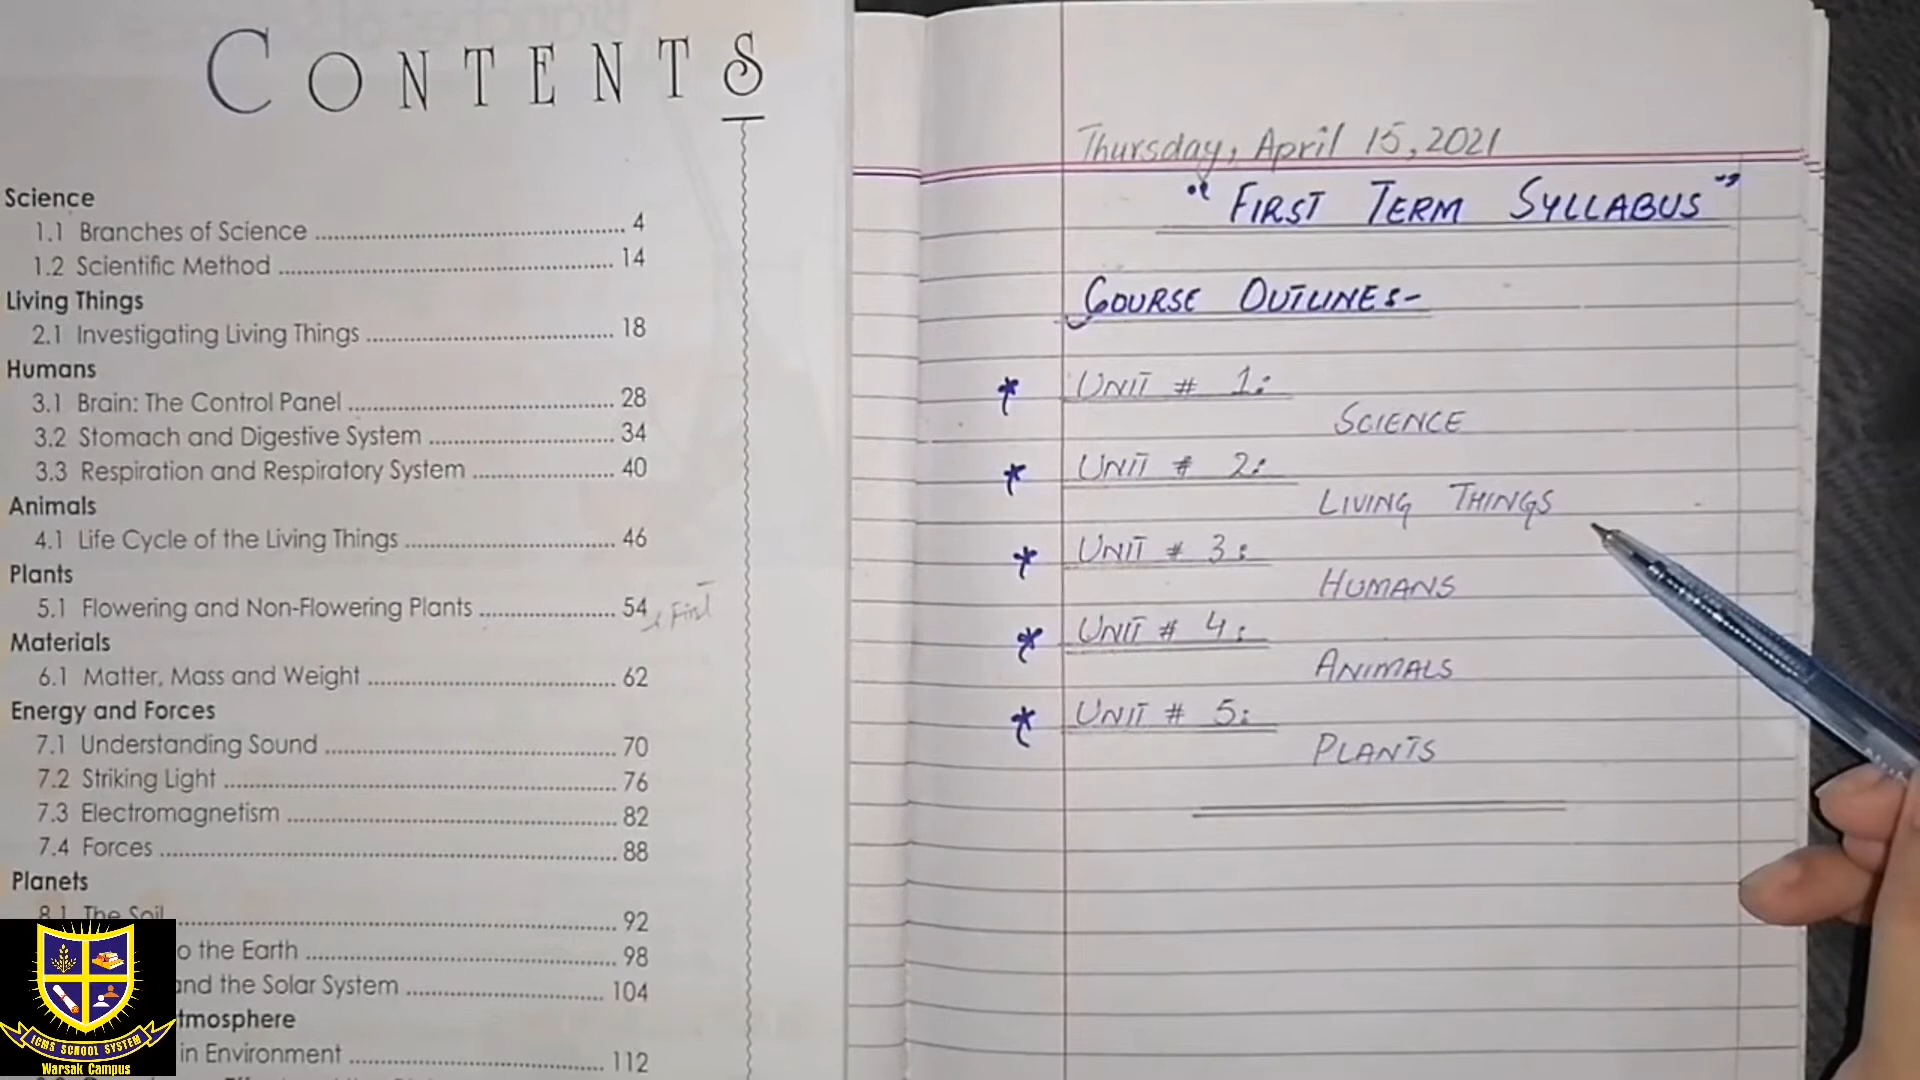 CONTENTS
Science
1.1 Branches of Science ........ 4
1.2 Scientific Method ........ 14
Living Things
2.1 Investigating Living Things ........ 18
Humans
3.1 Brain: The Control Panel ........ 28
3.2 Stomach and Digestive System ........ 34
3.3 Respiration and Respiratory System ........ 40
Animals
4.1 Life Cycle of the Living Things ........ 46
Plants
5.1 Flowering and Non-Flowering Plants ........ 54
First
Materials
6.1 Matter, Mass and Weight ........ 62
Energy and Forces
7.1 Understanding Sound ........ 70
7.2 Striking Light ........ 76
7.3 Electromagnetism ........ 82
7.4 Forces ........ 88
Planets
8.1 The Soil ........ 92
o the Earth ........ 98
and the Solar System ........ 104
tmosphere
in Environment ........ 112
ICMS SCHOOL SYSTEM
Warsak Campus
Thursday, April 15, 2021
"FIRST TERM SYLLABUS"
COURSE OUTLINES-
* UNIT # 1:
SCIENCE
* UNIT # 2:
LIVING THINGS
* UNIT # 3:
HUMANS
* UNIT # 4:
ANIMALS
* UNIT # 5:
PLANTS